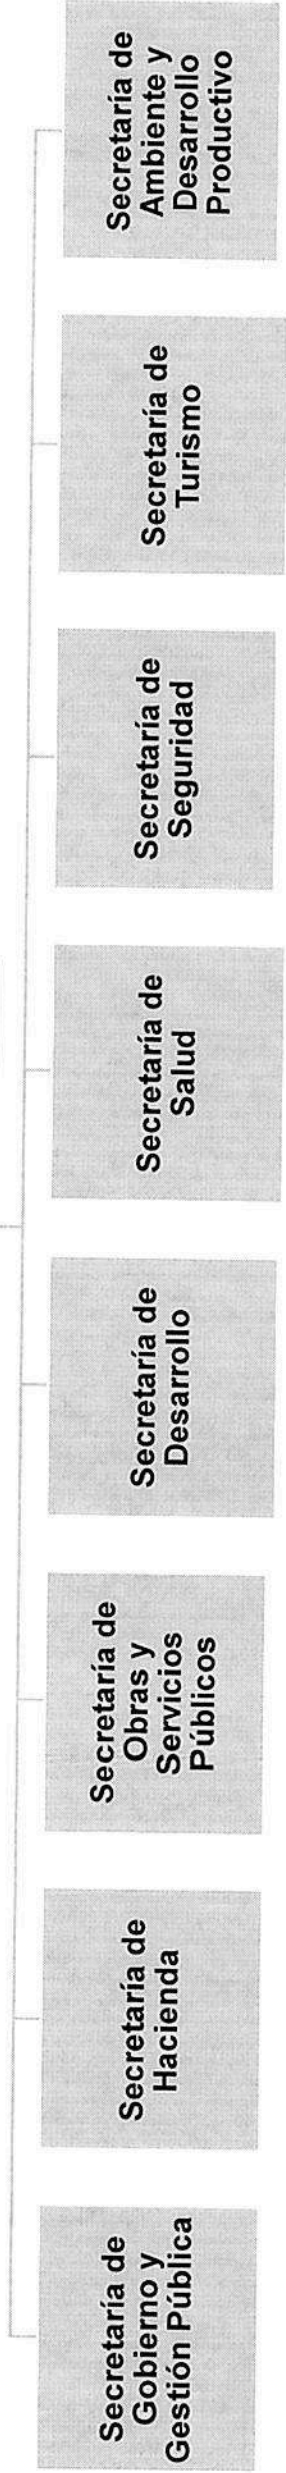 Secretaría de
Gobierno y
Gestión Pública
Secretaría de
Hacienda
Secretaría de
Obras y
Servicios
Públicos
Secretaría de
Desarrollo
Secretaría de
Salud
Secretaría de
Seguridad
Secretaría de
Turismo
Secretaría de
Ambiente y
Desarrollo
Productivo